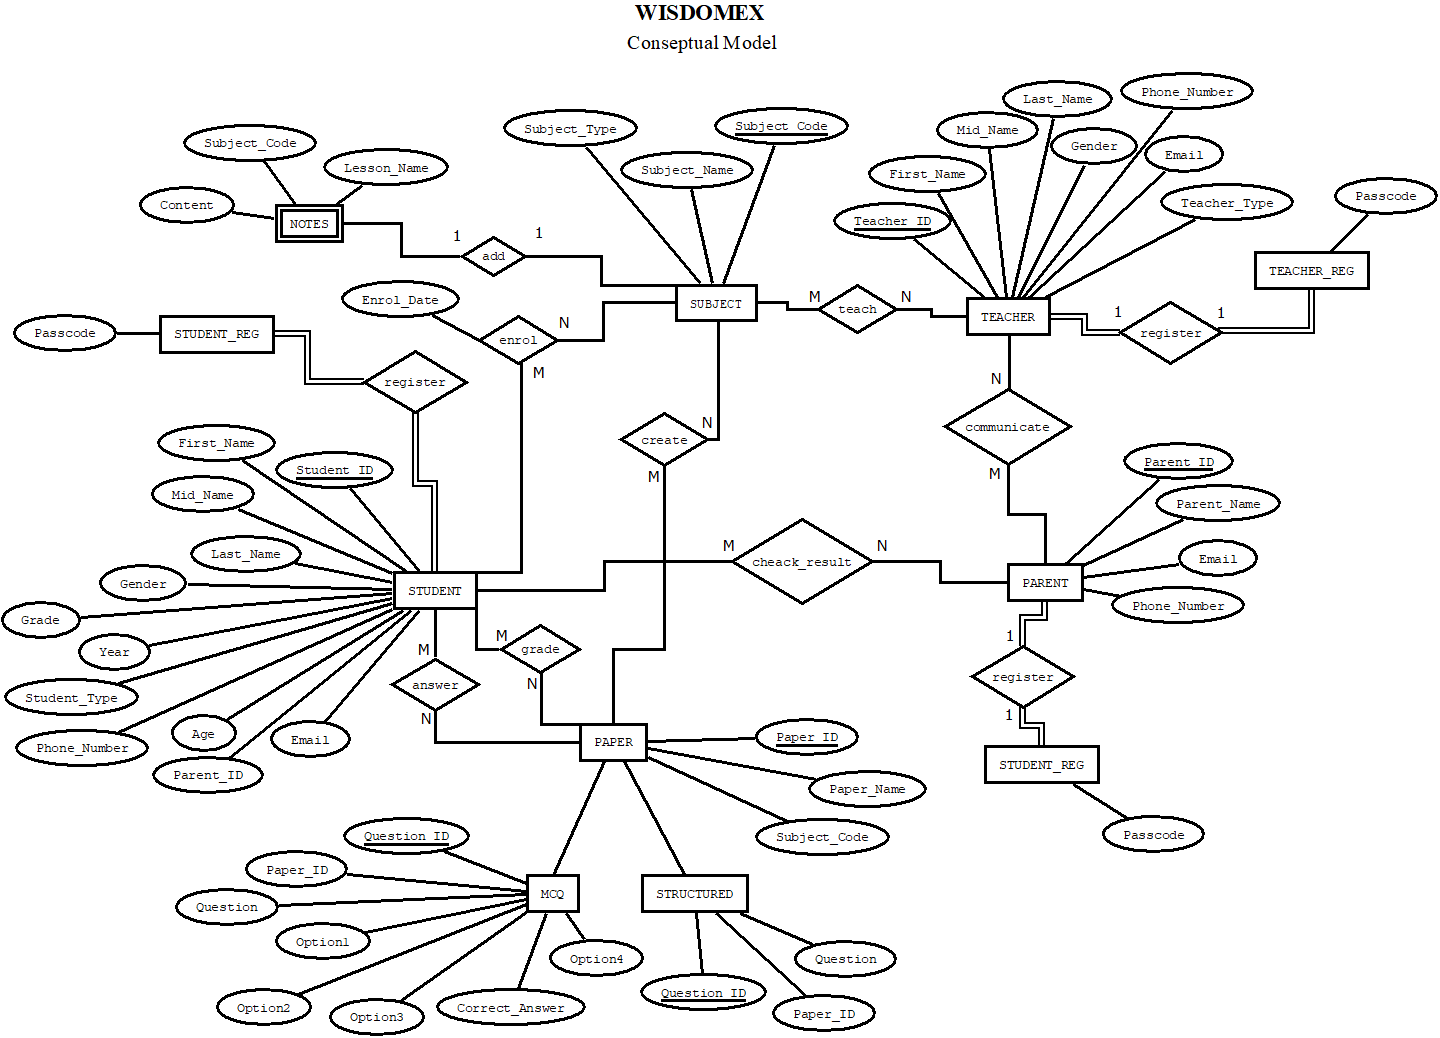 WISDOMEX
Conseptual Model
Subject_Type
Subject_Code
Subject_Name
Subject_Code
Lesson_Name
Content
NOTES
1
add
1
Last_Name
Phone_Number
Mid_Name
Gender
Email
First_Name
Teacher_Type
Teacher_ID
Passcode
TEACHER_REG
Enrol_Date
SUBJECT
M
teach
N
TEACHER
1
register
1
Passcode
STUDENT_REG
enrol
N
M
register
N
communicate
M
create
N
M
First_Name
Student_ID
Mid_Name
Last_Name
Gender
Grade
Year
Student_Type
Phone_Number
Age
Parent_ID
Email
STUDENT
M
cheack_result
N
Parent_ID
Parent_Name
Email
Phone_Number
PARENT
1
register
1
STUDENT_REG
Passcode
M
grade
N
M
answer
N
PAPER
Paper_ID
Paper_Name
Subject_Code
Question_ID
Paper_ID
Question
Option1
Option2
Option3
Correct_Answer
Option4
MCQ
STRUCTURED
Question
Question_ID
Paper_ID